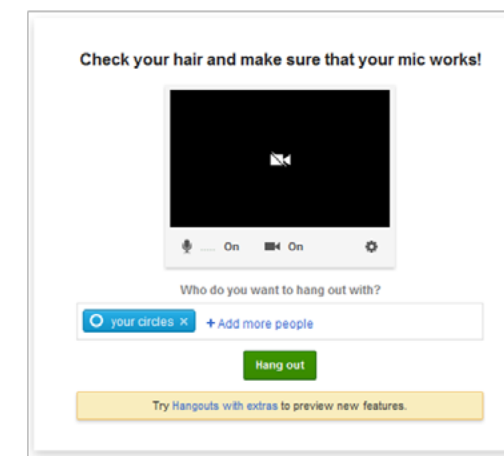 Check your hair and make sure that your mic works!
On On
Who do you want to hang out with?
your circles × + Add more people
Hang out
Try Hangouts with extras to preview new features.